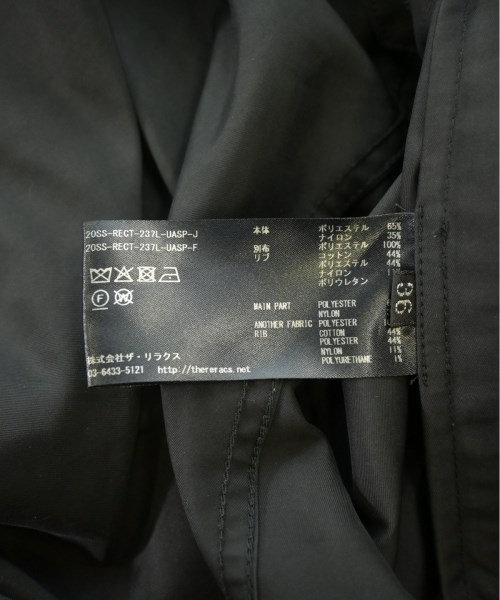 20SS-RECT-237L-UASP-J
20SS-RECT-237L-UASP-F
本体 ポリエステル 65%
ナイロン 35%
別布 ポリエステル 100%
リブ コットン 44%
ポリエステル 44%
ナイロン
ポリウレタン
MAIN PART POLYESTER
NYLON
ANOTHER FABRIC POLYESTER
RIB COTTON 44%
POLYESTER 44%
NYLON 11%
POLYURETHANE 1%
36
株式会社ザ・リラクス
03-6433-5121 http://thereracs.net